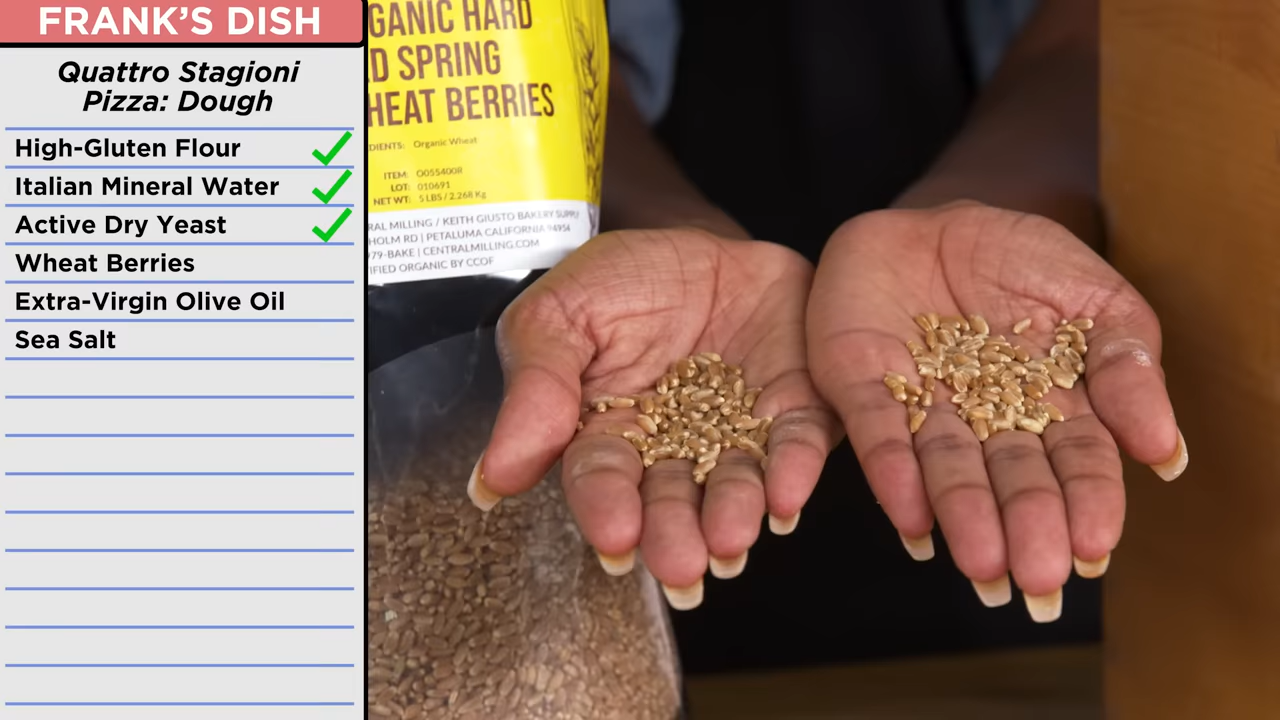 FRANK'S DISH
Quattro Stagioni
Pizza: Dough
High-Gluten Flour
Italian Mineral Water
Active Dry Yeast
Wheat Berries
Extra-Virgin Olive Oil
Sea Salt
GANIC HARD
D SPRING
HEAT BERRIES
DIENTS: Organic Wheat
ITEM: O055400R
LOT: 010691
NET WT: 5 LBS / 2.268 Kg
RAL MILLING / KEITH GIUSTO BAKERY SUPPLY
HOLM RD | PETALUMA CALIFORNIA 94954
79-BAKE | CENTRALMILLING.COM
IFIED ORGANIC BY CCOF